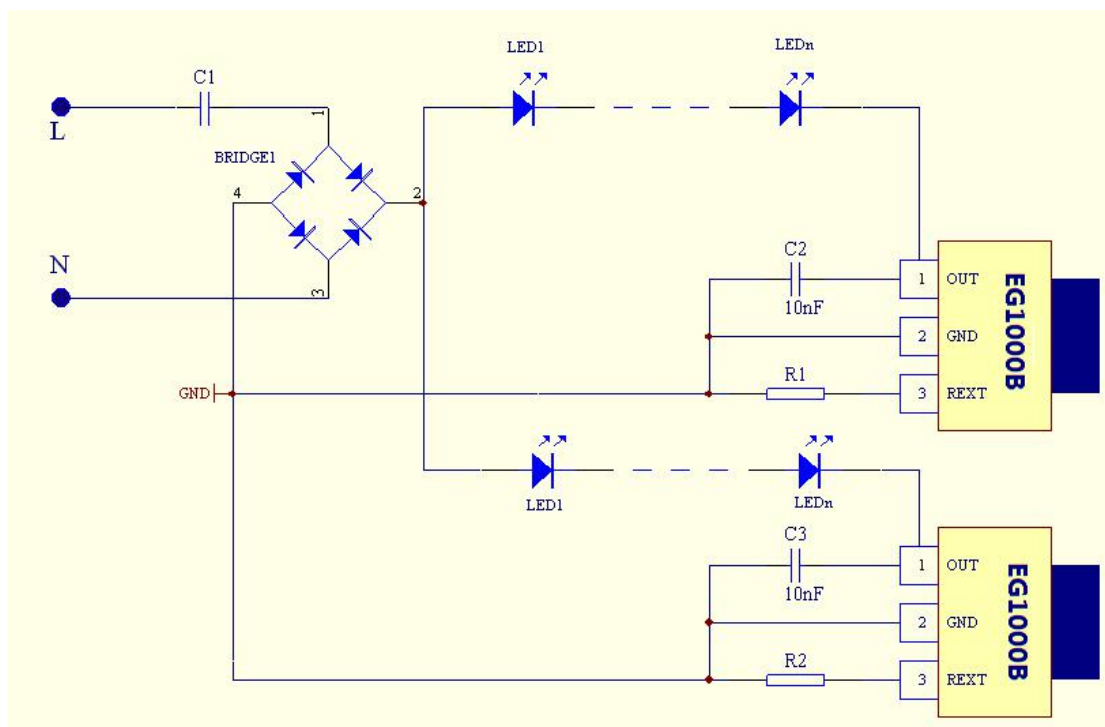 LED1
LEDn
C1
L
1
BRIDGE1
4
2
N
3
C2
10nF
1 OUT
2 GND
3 REXT
EG1000B
GND
R1
LED1
LEDn
C3
10nF
1 OUT
2 GND
3 REXT
EG1000B
R2